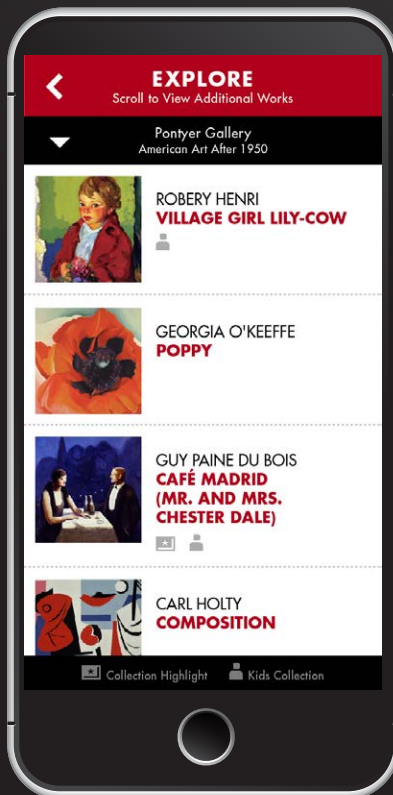 EXPLORE
Scroll to View Additional Works
Pontyer Gallery
American Art After 1950
ROBERY HENRI
VILLAGE GIRL LILY-COW
GEORGIA O'KEEFFE
POPPY
GUY PAINE DU BOIS
CAFÉ MADRID
(MR. AND MRS.
CHESTER DALE)
CARL HOLTY
COMPOSITION
Collection Highlight Kids Collection